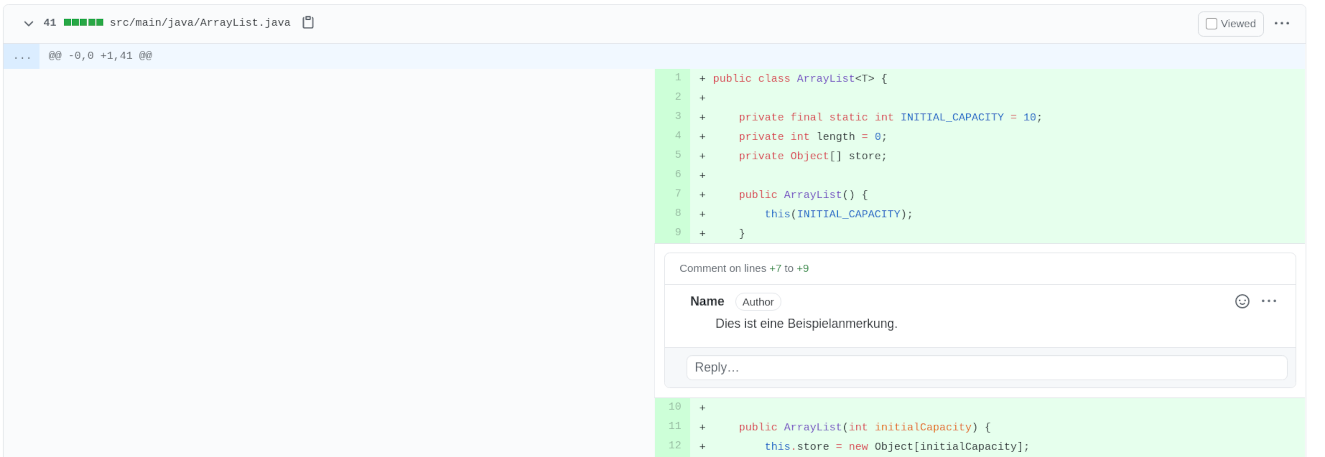 41 src/main/java/ArrayList.java Viewed ...
... @@ -0,0 +1,41 @@
1 + public class ArrayList<T> {
2 +
3 +     private final static int INITIAL_CAPACITY = 10;
4 +     private int length = 0;
5 +     private Object[] store;
6 +
7 +     public ArrayList() {
8 +         this(INITIAL_CAPACITY);
9 +     }
Comment on lines +7 to +9
Name Author ...
Dies ist eine Beispielanmerkung.
Reply…
10 +
11 +     public ArrayList(int initialCapacity) {
12 +         this.store = new Object[initialCapacity];